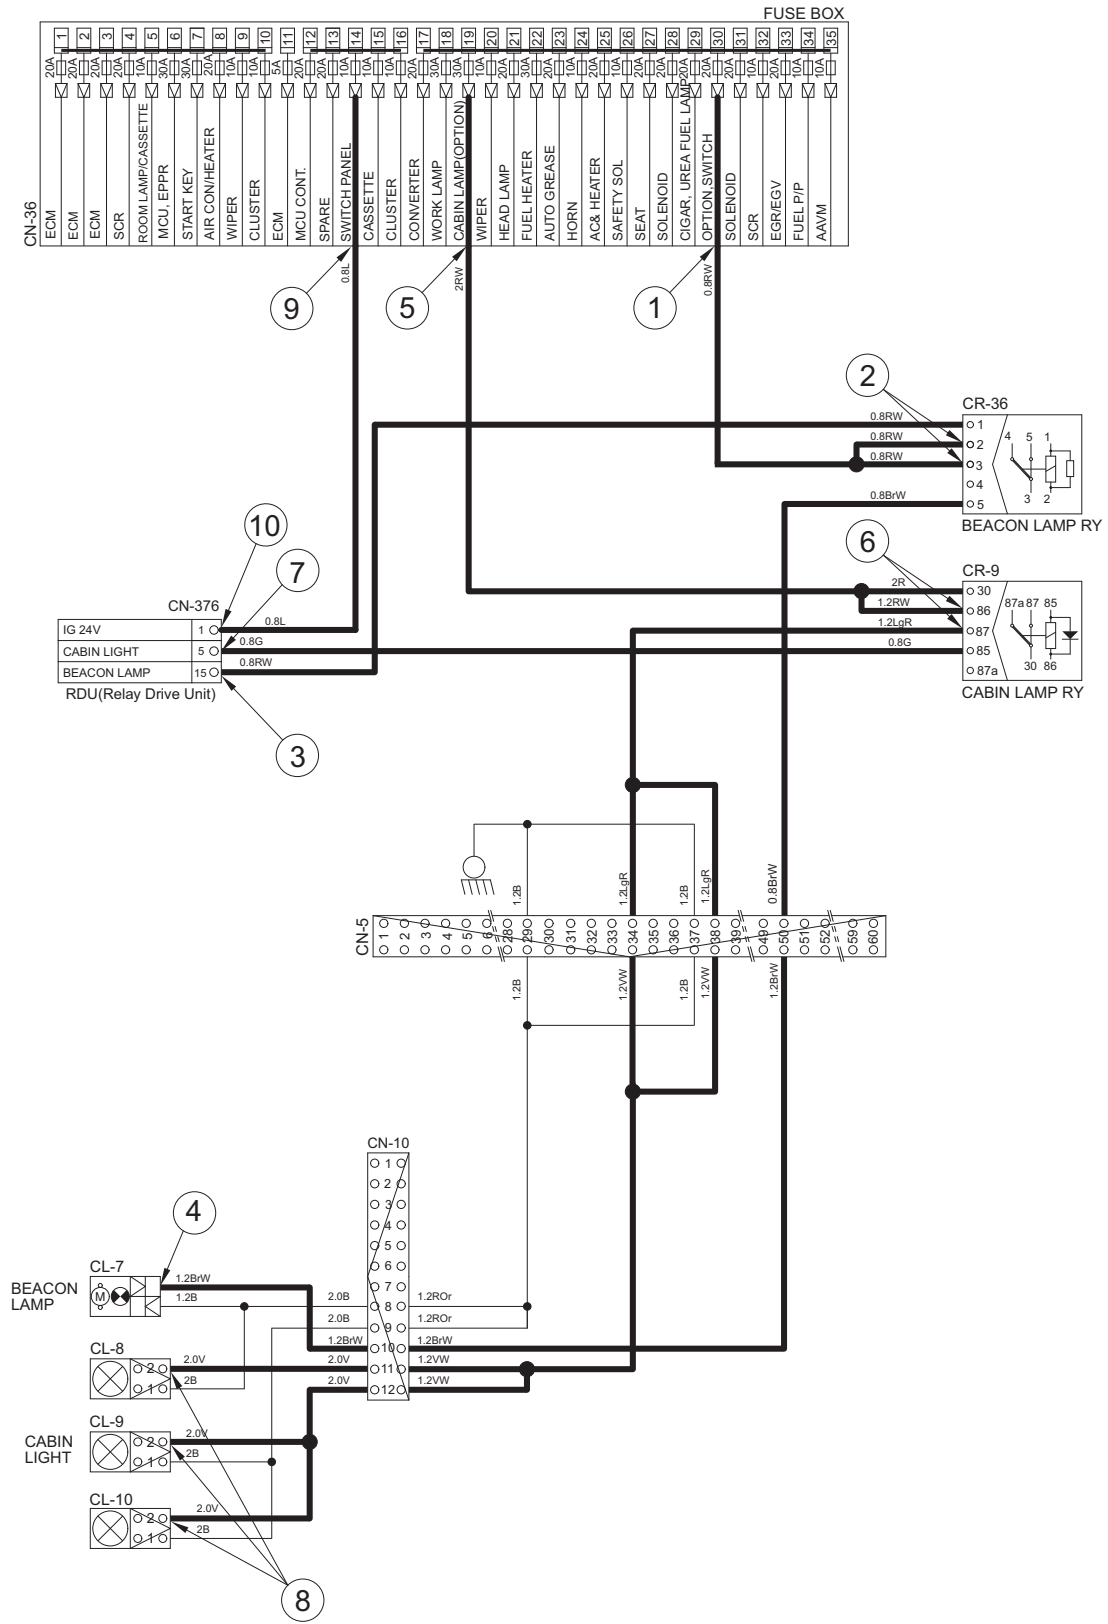 FUSE BOX
1 2 3 4 5 6 7 8 9 10 11 12 13 14 15 16 17 18 19 20 21 22 23 24 25 26 27 28 29 30 31 32 33 34 35
20A 20A 20A 20A 10A 30A 30A 20A 10A 10A 5A 20A 20A 10A 10A 10A 20A 30A 30A 10A 20A 30A 20A 10A 20A 10A 20A 20A 20A 10A 20A 10A 20A 10A 10A
CN-36
ECM
ECM
ECM
SCR
ROOM LAMP/CASSETTE
MCU, EPPR
START KEY
AIR CON/HEATER
WIPER
CLUSTER
ECM
MCU CONT.
SPARE
SWITCH PANEL
CASSETTE
CLUSTER
CONVERTER
WORK LAMP
CABIN LAMP(OPTION)
WIPER
HEAD LAMP
FUEL HEATER
AUTO GREASE
HORN
AC& HEATER
SAFETY SOL
SEAT
SOLENOID
CIGAR, UREA FUEL LAMP
OPTION,SWITCH
SOLENOID
SCR
EGR/EGV
FUEL P/P
AAVM
0.8L
2RW
0.8RW
9
5
1
2
CR-36
0.8RW
1
0.8RW
2
0.8RW
3
4
0.8BrW
5
4 5 1
3 2
BEACON LAMP RY
10
7
6
CR-9
2R
30
1.2RW
86
1.2LgR
87
0.8G
85
87a
87a 87 85
30 86
CABIN LAMP RY
CN-376
IG 24V 1 0.8L
CABIN LIGHT 5 0.8G
BEACON LAMP 15 0.8RW
RDU(Relay Drive Unit)
3
1.2B 1.2LgR 1.2B 1.2LgR 0.8BrW
CN-5
1 2 3 4 5 6 28 29 30 31 32 33 34 35 36 37 38 39 49 50 51 52 59 60
1.2B 1.2VW 1.2B 1.2VW 1.2BrW
CN-10
1
2
3
4
5
6
7
2.0B 8 1.2ROr
2.0B 9 1.2ROr
1.2BrW 10 1.2BrW
2.0V 11 1.2VW
2.0V 12 1.2VW
4
CL-7
BEACON
LAMP
M
1.2BrW
1.2B
CL-8
2 2.0V
1 2B
CL-9
CABIN
LIGHT
2 2.0V
1 2B
CL-10
2 2.0V
1 2B
8